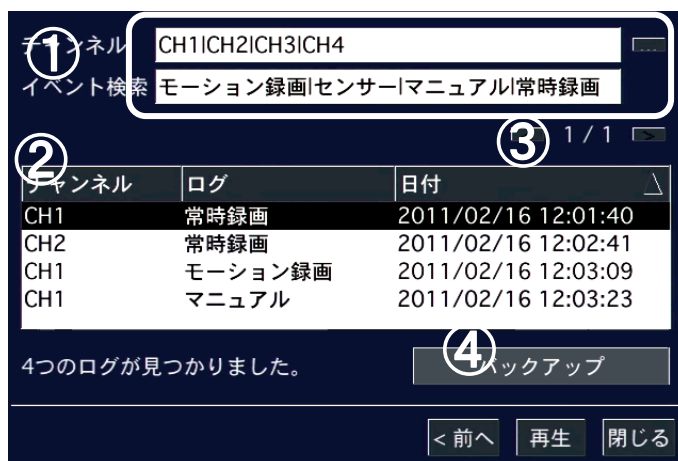 ①
チャンネル CH1|CH2|CH3|CH4 ...
イベント検索 モーション録画|センサー|マニュアル|常時録画
③ 1 / 1 >
②
チャンネル ログ 日付
CH1 常時録画 2011/02/16 12:01:40
CH2 常時録画 2011/02/16 12:02:41
CH1 モーション録画 2011/02/16 12:03:09
CH1 マニュアル 2011/02/16 12:03:23
4つのログが見つかりました。 ④ バックアップ
< 前へ 再生 閉じる